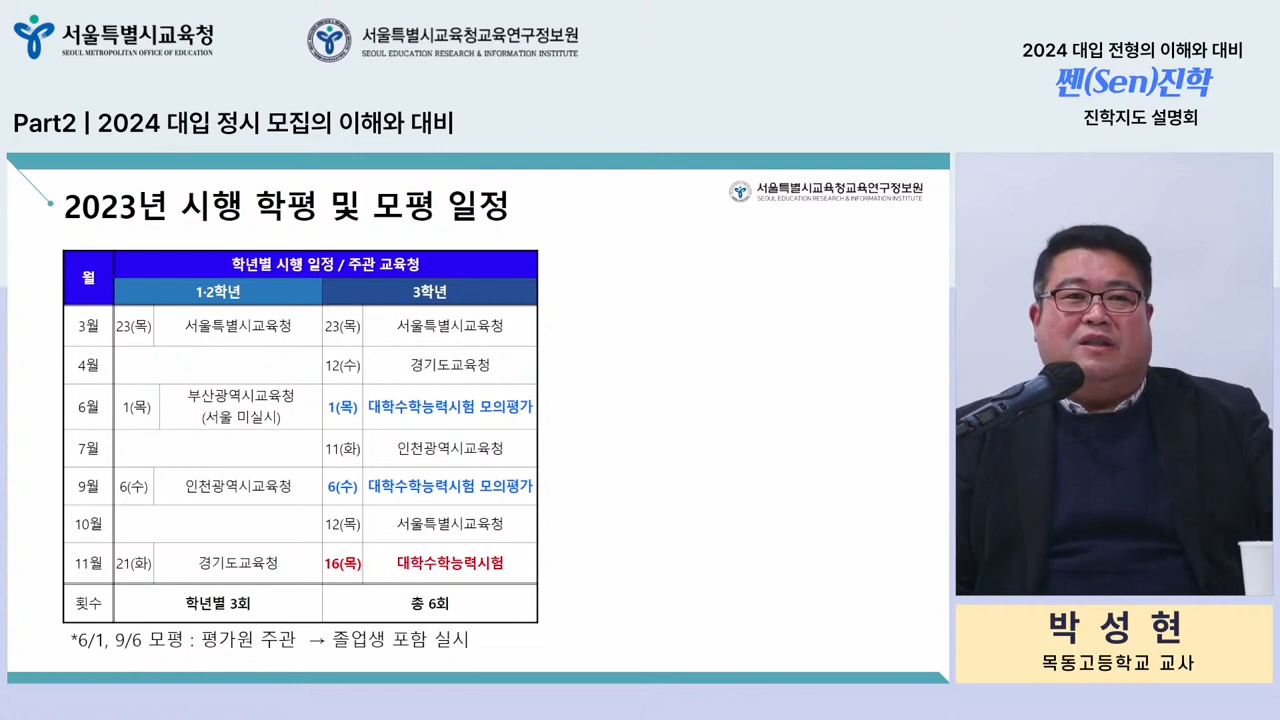 서울특별시교육청
SEOUL METROPOLITAN OFFICE OF EDUCATION
서울특별시교육청교육연구정보원
SEOUL EDUCATION RESEARCH & INFORMATION INSTITUTE
2024 대입 전형의 이해와 대비
쎈(Sen)진학
진학지도 설명회
Part2 | 2024 대입 정시 모집의 이해와 대비
2023년 시행 학평 및 모평 일정
서울특별시교육청교육연구정보원
SEOUL EDUCATION RESEARCH & INFORMATION INSTITUTE
월 학년별 시행 일정 / 주관 교육청
1·2학년 3학년
3월 23(목) 서울특별시교육청 23(목) 서울특별시교육청
4월 12(수) 경기도교육청
6월 1(목) 부산광역시교육청 (서울 미실시) 1(목) 대학수학능력시험 모의평가
7월 11(화) 인천광역시교육청
9월 6(수) 인천광역시교육청 6(수) 대학수학능력시험 모의평가
10월 12(목) 서울특별시교육청
11월 21(화) 경기도교육청 16(목) 대학수학능력시험
횟수 학년별 3회 총 6회
*6/1, 9/6 모평 : 평가원 주관 → 졸업생 포함 실시
박성현
목동고등학교 교사